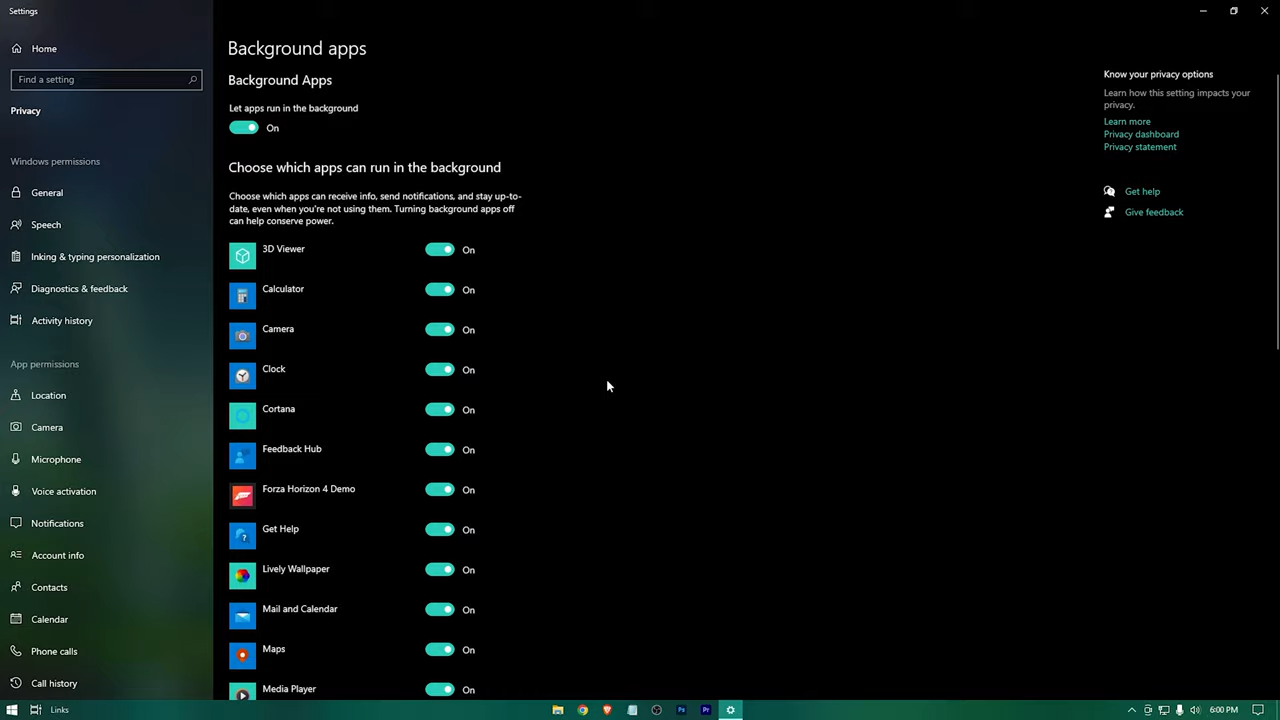 Settings
Home
Find a setting
Privacy
Windows permissions
General
Speech
Inking & typing personalization
Diagnostics & feedback
Activity history
App permissions
Location
Camera
Microphone
Voice activation
Notifications
Account info
Contacts
Calendar
Phone calls
Call history
Background apps
Background Apps
Let apps run in the background
On
Choose which apps can run in the background
Choose which apps can receive info, send notifications, and stay up-to-
date, even when you're not using them. Turning background apps off
can help conserve power.
3D Viewer On
Calculator On
Camera On
Clock On
Cortana On
Feedback Hub On
Forza Horizon 4 Demo On
Get Help On
Lively Wallpaper On
Mail and Calendar On
Maps On
Media Player On
Know your privacy options
Learn how this setting impacts your
privacy.
Learn more
Privacy dashboard
Privacy statement
Get help
Give feedback
Links
Ps
Pr
6:00 PM